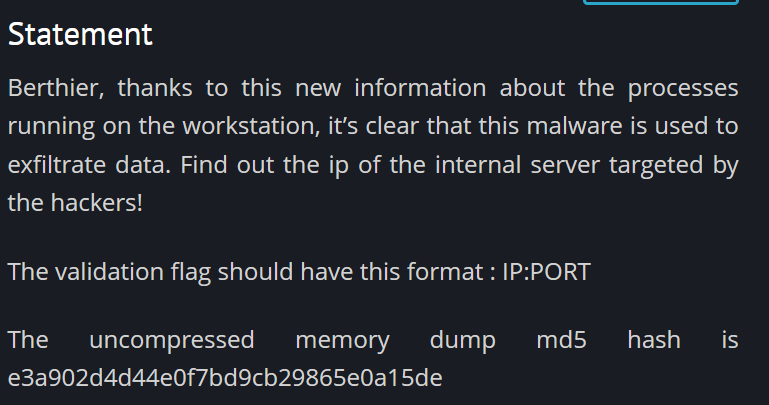 Statement
Berthier, thanks to this new information about the processes
running on the workstation, it’s clear that this malware is used to
exfiltrate data. Find out the ip of the internal server targeted by
the hackers!
The validation flag should have this format : IP:PORT
The uncompressed memory dump md5 hash is
e3a902d4d44e0f7bd9cb29865e0a15de